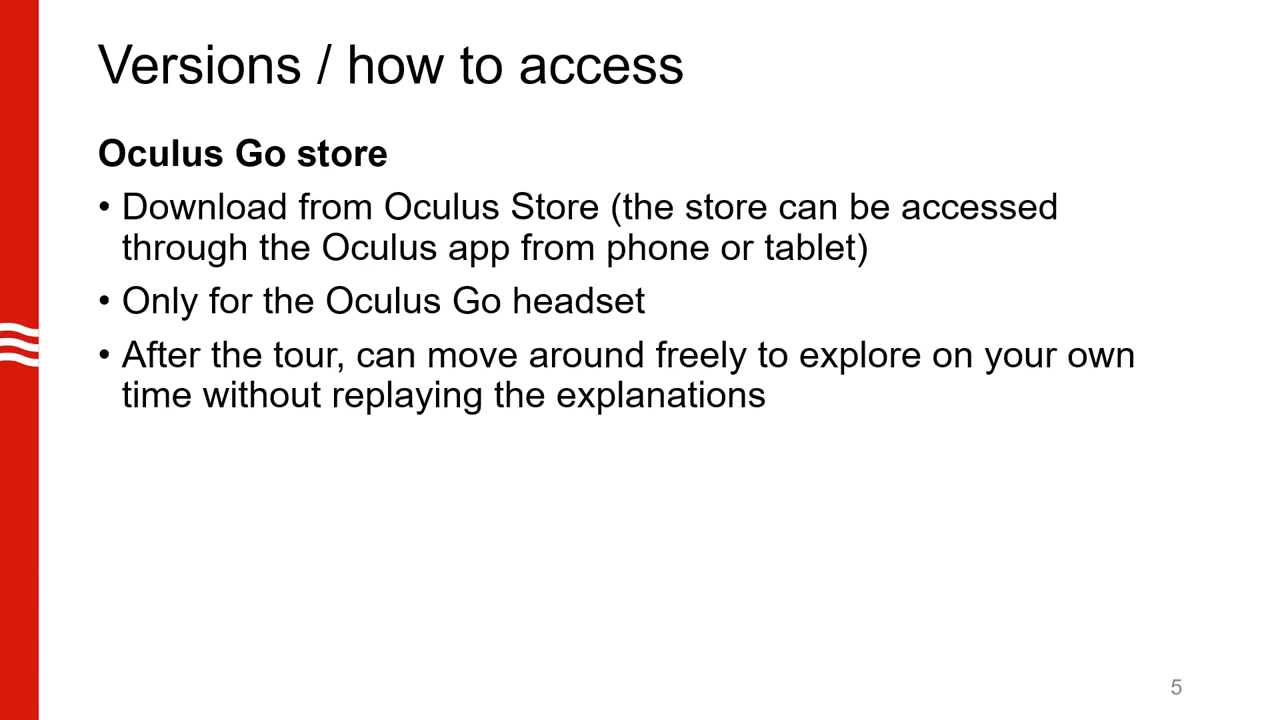 Versions / how to access
Oculus Go store
• Download from Oculus Store (the store can be accessed
through the Oculus app from phone or tablet)
• Only for the Oculus Go headset
• After the tour, can move around freely to explore on your own
time without replaying the explanations
5